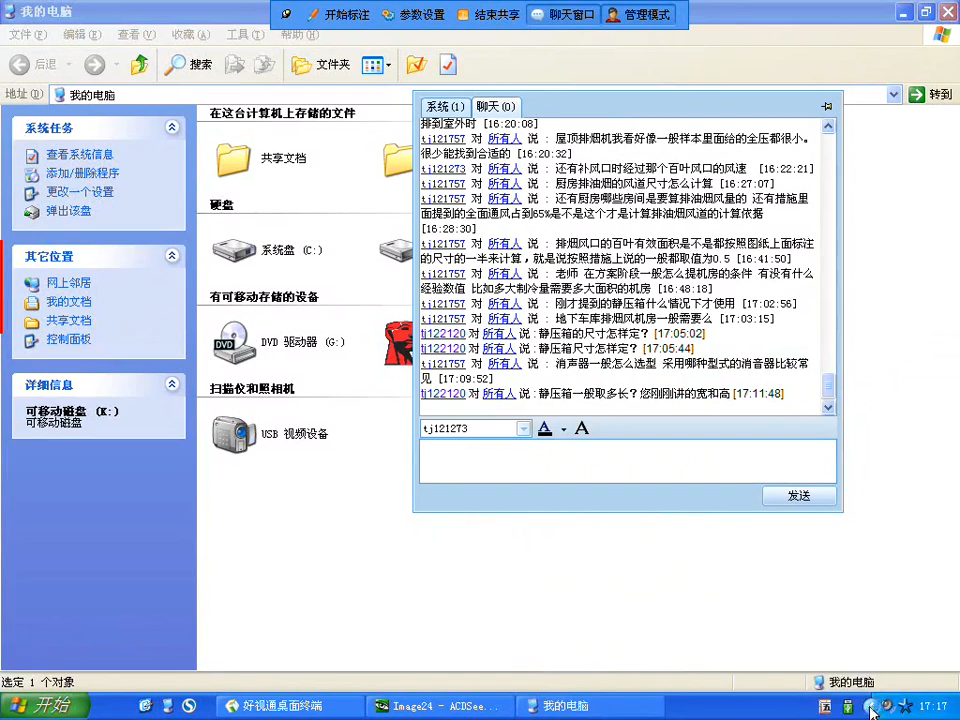 我的电脑
开始标注 参数设置 结束共享 聊天窗口 管理模式
文件(F) 编辑(E) 查看(V) 收藏(A) 工具(T) 帮助(H)
后退 搜索 文件夹
地址(D) 我的电脑 转到
系统任务
查看系统信息
添加/删除程序
更改一个设置
弹出该盘
其它位置
网上邻居
我的文档
共享文档
控制面板
详细信息
可移动磁盘 (K:)
可移动磁盘
在这台计算机上存储的文件
共享文档
硬盘
系统盘 (C:)
有可移动存储的设备
DVD
DVD 驱动器 (G:)
扫描仪和照相机
USB 视频设备
系统(1) 聊天(0)
排到室外时 [16:20:08]
tj121757 对 所有人 说 : 屋顶排烟机我看好像一般样本里面给的全压都很小。
很少能找到合适的 [16:20:32]
tj121273 对 所有人 说 : 还有补风口时经过那个百叶风口的风速 [16:22:21]
tj121757 对 所有人 说 : 厨房排油烟的风道尺寸怎么计算 [16:27:07]
tj121757 对 所有人 说 : 还有厨房哪些房间是要算排油烟风量的 还有措施里
面提到的全面通风占到65%是不是这个才是计算排油烟风道的计算依据
[16:28:30]
tj121757 对 所有人 说 : 排烟风口的百叶有效面积是不是都按照图纸上面标注
的尺寸的一半来计算，就是说按照措施上说的一般都取值为0.5 [16:41:50]
tj121757 对 所有人 说 : 老师 在方案阶段一般怎么提机房的条件 有没有什么
经验数值 比如多大制冷量需要多大面积的机房 [16:48:18]
tj121757 对 所有人 说 : 刚才提到的静压箱什么情况下才使用 [17:02:56]
tj121757 对 所有人 说 : 地下车库排烟风机房一般需要么 [17:03:15]
tj122120 对 所有人 说 : 静压箱的尺寸怎样定？ [17:05:02]
tj122120 对 所有人 说 : 静压箱尺寸怎样定？ [17:05:44]
tj121757 对 所有人 说 : 消声器一般怎么选型 采用哪种型式的消音器比较常
见 [17:09:52]
tj122120 对 所有人 说 : 静压箱一般取多长？您刚刚讲的宽和高 [17:11:48]
tj121273 A A
发送
选定 1 个对象 我的电脑
开始 好视通桌面终端 Image24 - ACDSee... 我的电脑 17:17